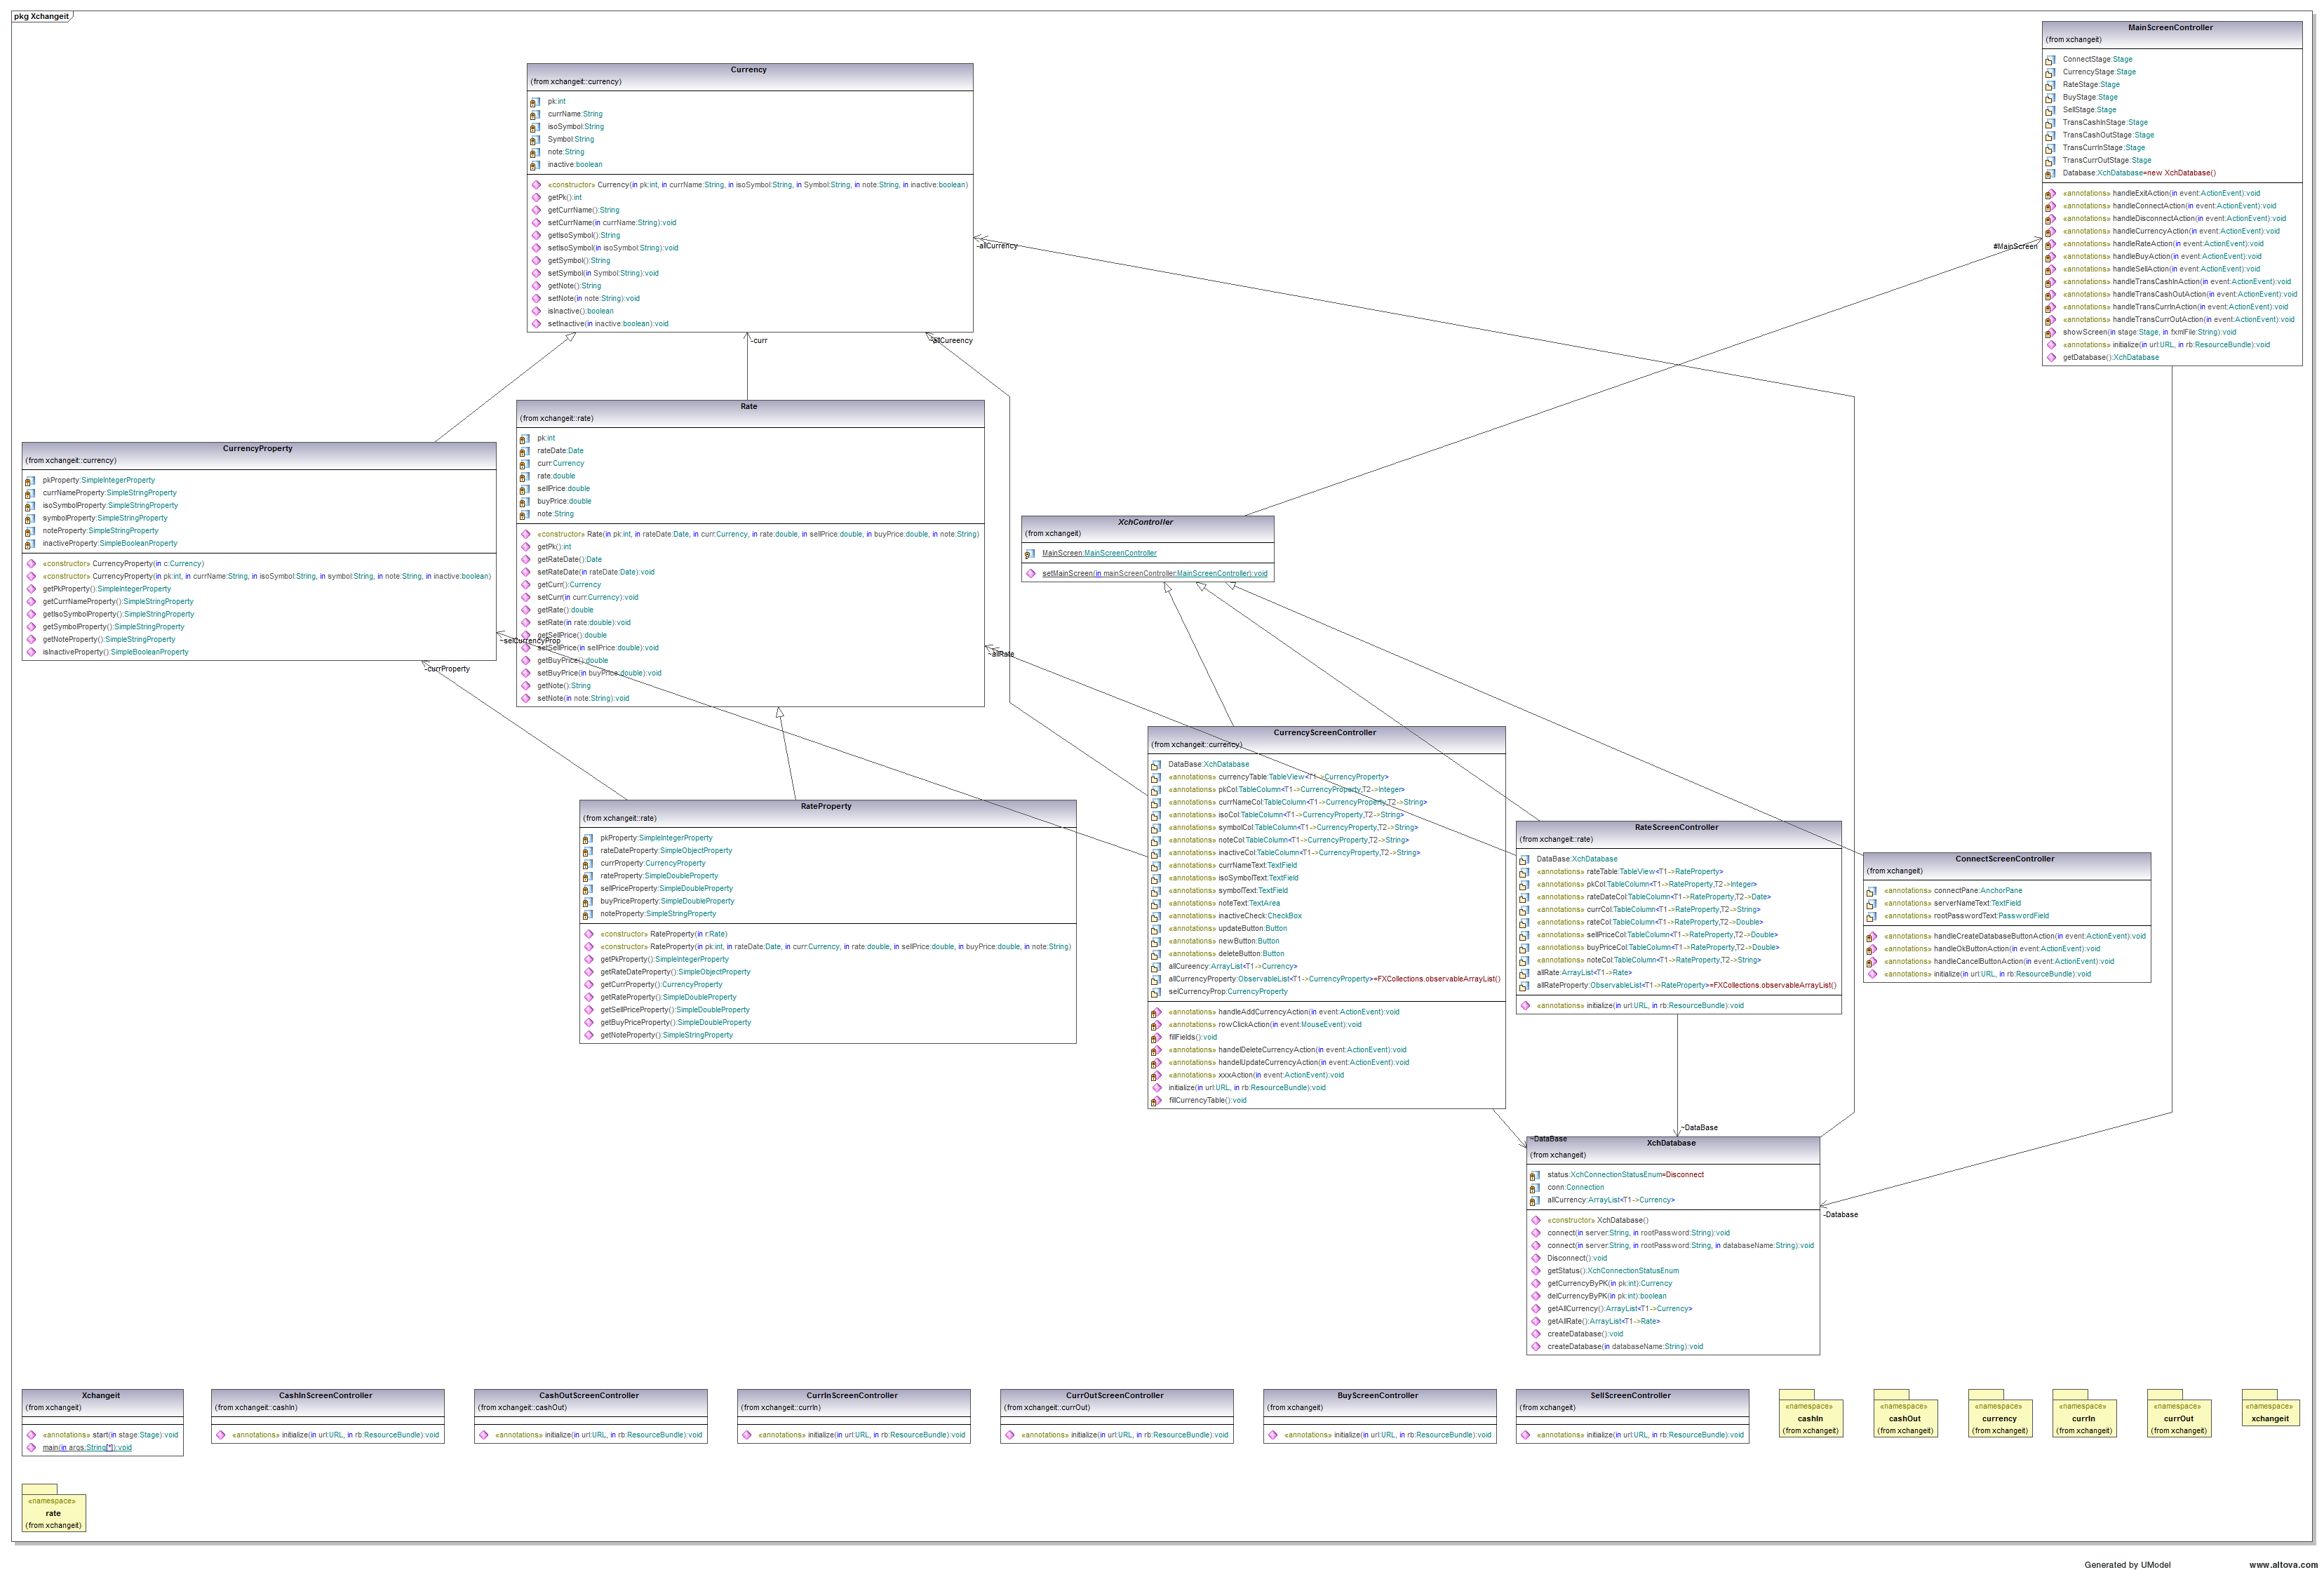 pkg Xchangeit
MainScreenController
(from xchangeit)
ConnectStage:Stage
CurrencyStage:Stage
RateStage:Stage
BuyStage:Stage
SellStage:Stage
TransCashInStage:Stage
TransCashOutStage:Stage
TransCurrInStage:Stage
TransCurrOutStage:Stage
Database:XchDatabase=new XchDatabase()
«annotations» handleExitAction(in event:ActionEvent):void
«annotations» handleConnectAction(in event:ActionEvent):void
«annotations» handleDisconnectAction(in event:ActionEvent):void
«annotations» handleCurrencyAction(in event:ActionEvent):void
«annotations» handleRateAction(in event:ActionEvent):void
«annotations» handleBuyAction(in event:ActionEvent):void
«annotations» handleSellAction(in event:ActionEvent):void
«annotations» handleTransCashInAction(in event:ActionEvent):void
«annotations» handleTransCashOutAction(in event:ActionEvent):void
«annotations» handleTransCurrInAction(in event:ActionEvent):void
«annotations» handleTransCurrOutAction(in event:ActionEvent):void
showScreen(in stage:Stage, in fxmlFile:String):void
«annotations» initialize(in url:URL, in rb:ResourceBundle):void
getDatabase():XchDatabase
Currency
(from xchangeit::currency)
pk:int
currName:String
isoSymbol:String
Symbol:String
note:String
inactive:boolean
«constructor» Currency(in pk:int, in currName:String, in isoSymbol:String, in Symbol:String, in note:String, in inactive:boolean)
getPk():int
getCurrName():String
setCurrName(in currName:String):void
getIsoSymbol():String
setIsoSymbol(in isoSymbol:String):void
getSymbol():String
setSymbol(in Symbol:String):void
getNote():String
setNote(in note:String):void
isInactive():boolean
setInactive(in inactive:boolean):void
-allCurrency
#MainScreen
-curr
~allCureency
Rate
(from xchangeit::rate)
pk:int
rateDate:Date
curr:Currency
rate:double
sellPrice:double
buyPrice:double
note:String
«constructor» Rate(in pk:int, in rateDate:Date, in curr:Currency, in rate:double, in sellPrice:double, in buyPrice:double, in note:String)
getPk():int
getRateDate():Date
setRateDate(in rateDate:Date):void
getCurr():Currency
setCurr(in curr:Currency):void
getRate():double
setRate(in rate:double):void
getSellPrice():double
setSellPrice(in sellPrice:double):void
getBuyPrice():double
setBuyPrice(in buyPrice:double):void
getNote():String
setNote(in note:String):void
CurrencyProperty
(from xchangeit::currency)
pkProperty:SimpleIntegerProperty
currNameProperty:SimpleStringProperty
isoSymbolProperty:SimpleStringProperty
symbolProperty:SimpleStringProperty
noteProperty:SimpleStringProperty
inactiveProperty:SimpleBooleanProperty
«constructor» CurrencyProperty(in c:Currency)
«constructor» CurrencyProperty(in pk:int, in currName:String, in isoSymbol:String, in symbol:String, in note:String, in inactive:boolean)
getPkProperty():SimpleIntegerProperty
getCurrNameProperty():SimpleStringProperty
getIsoSymbolProperty():SimpleStringProperty
getSymbolProperty():SimpleStringProperty
getNoteProperty():SimpleStringProperty
isInactiveProperty():SimpleBooleanProperty
~selCurrencyProp
-currProperty
~allRate
XchController
(from xchangeit)
MainScreen:MainScreenController
setMainScreen(in mainScreenController:MainScreenController):void
CurrencyScreenController
(from xchangeit::currency)
DataBase:XchDatabase
«annotations» currencyTable:TableView<T1->CurrencyProperty>
«annotations» pkCol:TableColumn<T1->CurrencyProperty,T2->Integer>
«annotations» currNameCol:TableColumn<T1->CurrencyProperty,T2->String>
«annotations» isoCol:TableColumn<T1->CurrencyProperty,T2->String>
«annotations» symbolCol:TableColumn<T1->CurrencyProperty,T2->String>
«annotations» noteCol:TableColumn<T1->CurrencyProperty,T2->String>
«annotations» inactiveCol:TableColumn<T1->CurrencyProperty,T2->String>
«annotations» currNameText:TextField
«annotations» isoSymbolText:TextField
«annotations» symbolText:TextField
«annotations» noteText:TextArea
«annotations» inactiveCheck:CheckBox
«annotations» updateButton:Button
«annotations» newButton:Button
«annotations» deleteButton:Button
allCureency:ArrayList<T1->Currency>
allCurrencyProperty:ObservableList<T1->CurrencyProperty>=FXCollections.observableArrayList()
selCurrencyProp:CurrencyProperty
«annotations» handleAddCurrencyAction(in event:ActionEvent):void
«annotations» rowClickAction(in event:MouseEvent):void
fillFields():void
«annotations» handelDeleteCurrencyAction(in event:ActionEvent):void
«annotations» handelUpdateCurrencyAction(in event:ActionEvent):void
«annotations» xxxAction(in event:ActionEvent):void
initialize(in url:URL, in rb:ResourceBundle):void
fillCurrencyTable():void
RateProperty
(from xchangeit::rate)
pkProperty:SimpleIntegerProperty
rateDateProperty:SimpleObjectProperty
currProperty:CurrencyProperty
rateProperty:SimpleDoubleProperty
sellPriceProperty:SimpleDoubleProperty
buyPriceProperty:SimpleDoubleProperty
noteProperty:SimpleStringProperty
«constructor» RateProperty(in r:Rate)
«constructor» RateProperty(in pk:int, in rateDate:Date, in curr:Currency, in rate:double, in sellPrice:double, in buyPrice:double, in note:String)
getPkProperty():SimpleIntegerProperty
getRateDateProperty():SimpleObjectProperty
getCurrProperty():CurrencyProperty
getRateProperty():SimpleDoubleProperty
getSellPriceProperty():SimpleDoubleProperty
getBuyPriceProperty():SimpleDoubleProperty
getNoteProperty():SimpleStringProperty
RateScreenController
(from xchangeit::rate)
DataBase:XchDatabase
«annotations» rateTable:TableView<T1->RateProperty>
«annotations» pkCol:TableColumn<T1->RateProperty,T2->Integer>
«annotations» rateDateCol:TableColumn<T1->RateProperty,T2->Date>
«annotations» currCol:TableColumn<T1->RateProperty,T2->String>
«annotations» rateCol:TableColumn<T1->RateProperty,T2->Double>
«annotations» sellPriceCol:TableColumn<T1->RateProperty,T2->Double>
«annotations» buyPriceCol:TableColumn<T1->RateProperty,T2->Double>
«annotations» noteCol:TableColumn<T1->RateProperty,T2->String>
allRate:ArrayList<T1->Rate>
allRateProperty:ObservableList<T1->RateProperty>=FXCollections.observableArrayList()
«annotations» initialize(in url:URL, in rb:ResourceBundle):void
ConnectScreenController
(from xchangeit)
«annotations» connectPane:AnchorPane
«annotations» serverNameText:TextField
«annotations» rootPasswordText:PasswordField
«annotations» handleCreateDatabaseButtonAction(in event:ActionEvent):void
«annotations» handleOkButtonAction(in event:ActionEvent):void
«annotations» handleCancelButtonAction(in event:ActionEvent):void
«annotations» initialize(in url:URL, in rb:ResourceBundle):void
~DataBase
~DataBase
-Database
XchDatabase
(from xchangeit)
status:XchConnectionStatusEnum=Disconnect
conn:Connection
allCurrency:ArrayList<T1->Currency>
«constructor» XchDatabase()
connect(in server:String, in rootPassword:String):void
connect(in server:String, in rootPassword:String, in databaseName:String):void
Disconnect():void
getStatus():XchConnectionStatusEnum
getCurrencyByPK(in pk:int):Currency
delCurrencyByPK(in pk:int):boolean
getAllCurrency():ArrayList<T1->Currency>
getAllRate():ArrayList<T1->Rate>
createDatabase():void
createDatabase(in databaseName:String):void
Xchangeit
(from xchangeit)
«annotations» start(in stage:Stage):void
main(in args:String[*]):void
CashInScreenController
(from xchangeit::cashIn)
«annotations» initialize(in url:URL, in rb:ResourceBundle):void
CashOutScreenController
(from xchangeit::cashOut)
«annotations» initialize(in url:URL, in rb:ResourceBundle):void
CurrInScreenController
(from xchangeit::currIn)
«annotations» initialize(in url:URL, in rb:ResourceBundle):void
CurrOutScreenController
(from xchangeit::currOut)
«annotations» initialize(in url:URL, in rb:ResourceBundle):void
BuyScreenController
(from xchangeit)
«annotations» initialize(in url:URL, in rb:ResourceBundle):void
SellScreenController
(from xchangeit)
«annotations» initialize(in url:URL, in rb:ResourceBundle):void
«namespace»
cashIn
(from xchangeit)
«namespace»
cashOut
(from xchangeit)
«namespace»
currency
(from xchangeit)
«namespace»
currIn
(from xchangeit)
«namespace»
currOut
(from xchangeit)
«namespace»
xchangeit
«namespace»
rate
(from xchangeit)
Generated by UModel
www.altova.com